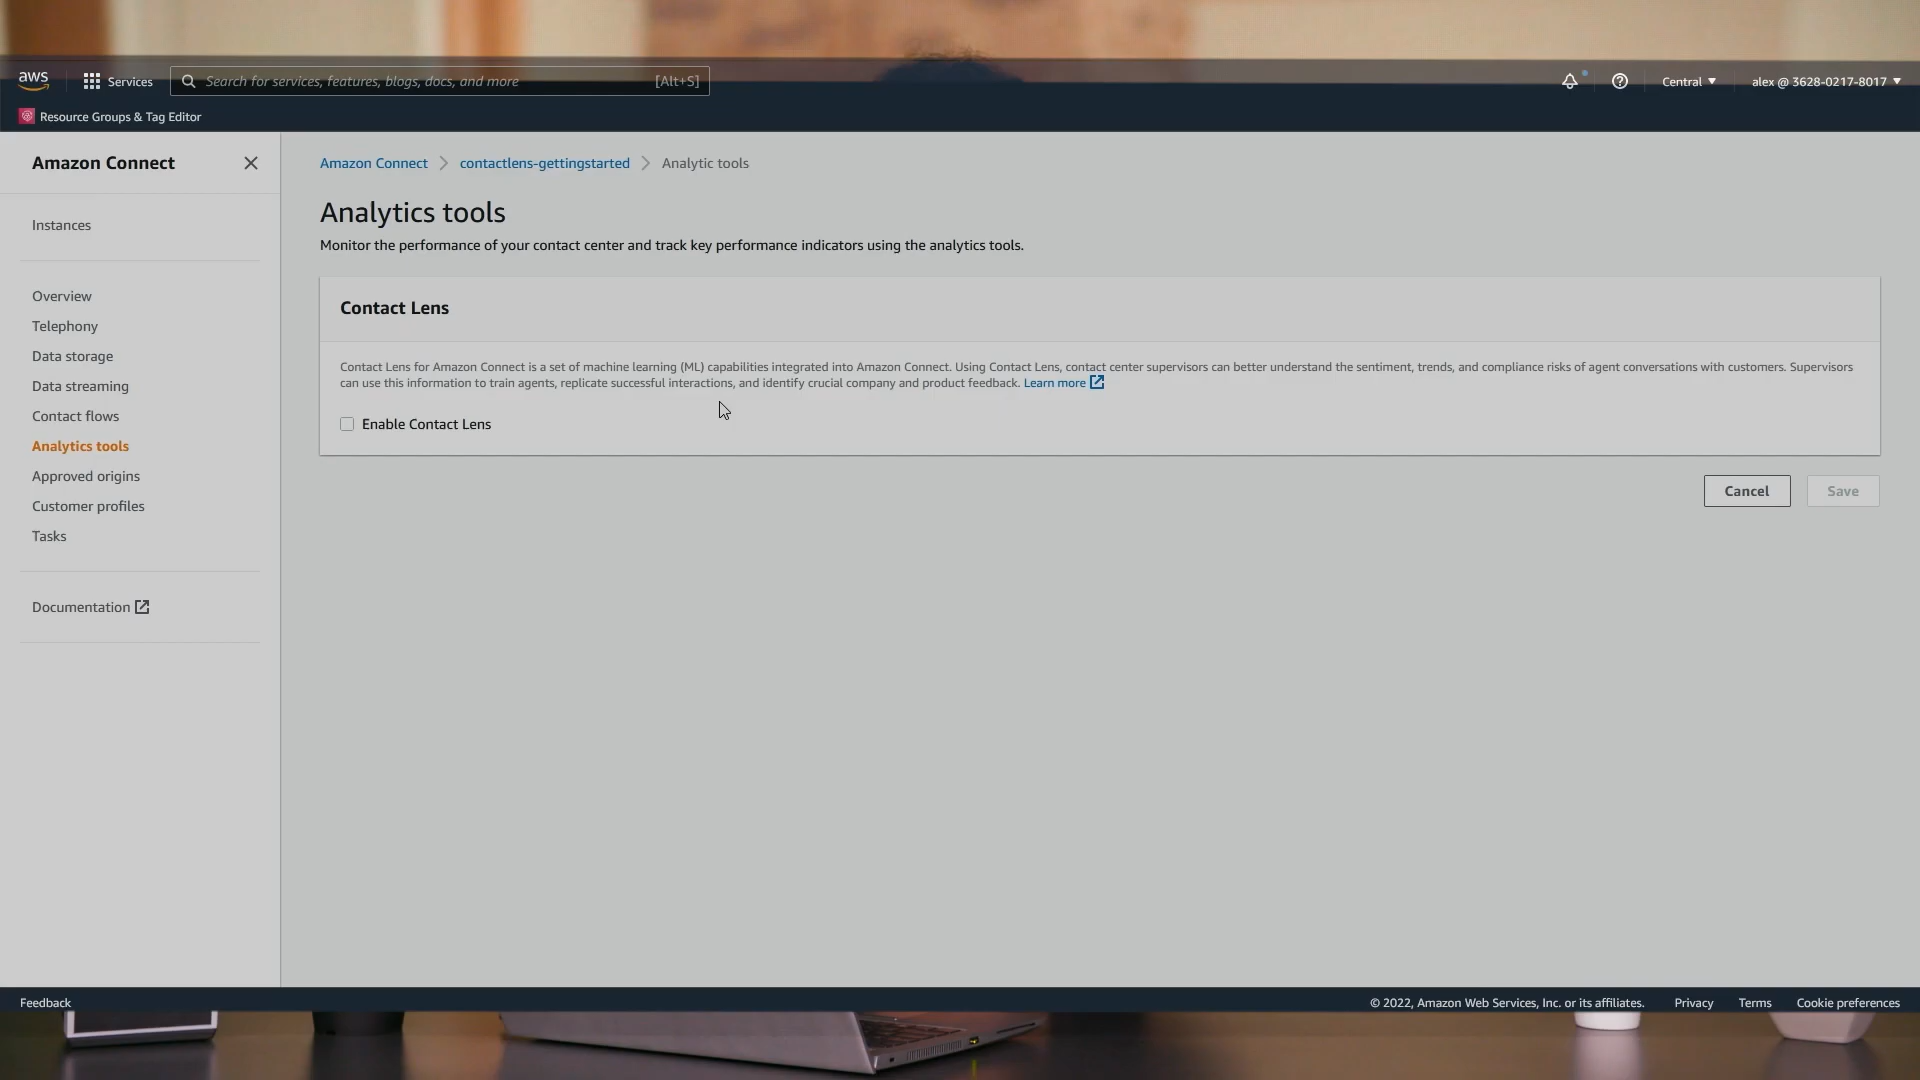 aws
Services
Search for services, features, blogs, docs, and more
[Alt+S]
Central
alex @ 3628-0217-8017
Resource Groups & Tag Editor
Amazon Connect
Instances
Overview
Telephony
Data storage
Data streaming
Contact flows
Analytics tools
Approved origins
Customer profiles
Tasks
Documentation
Amazon Connect > contactlens-gettingstarted > Analytic tools
Analytics tools
Monitor the performance of your contact center and track key performance indicators using the analytics tools.
Contact Lens
Contact Lens for Amazon Connect is a set of machine learning (ML) capabilities integrated into Amazon Connect. Using Contact Lens, contact center supervisors can better understand the sentiment, trends, and compliance risks of agent conversations with customers. Supervisors
can use this information to train agents, replicate successful interactions, and identify crucial company and product feedback. Learn more
Enable Contact Lens
Cancel
Save
Feedback
© 2022, Amazon Web Services, Inc. or its affiliates.
Privacy
Terms
Cookie preferences